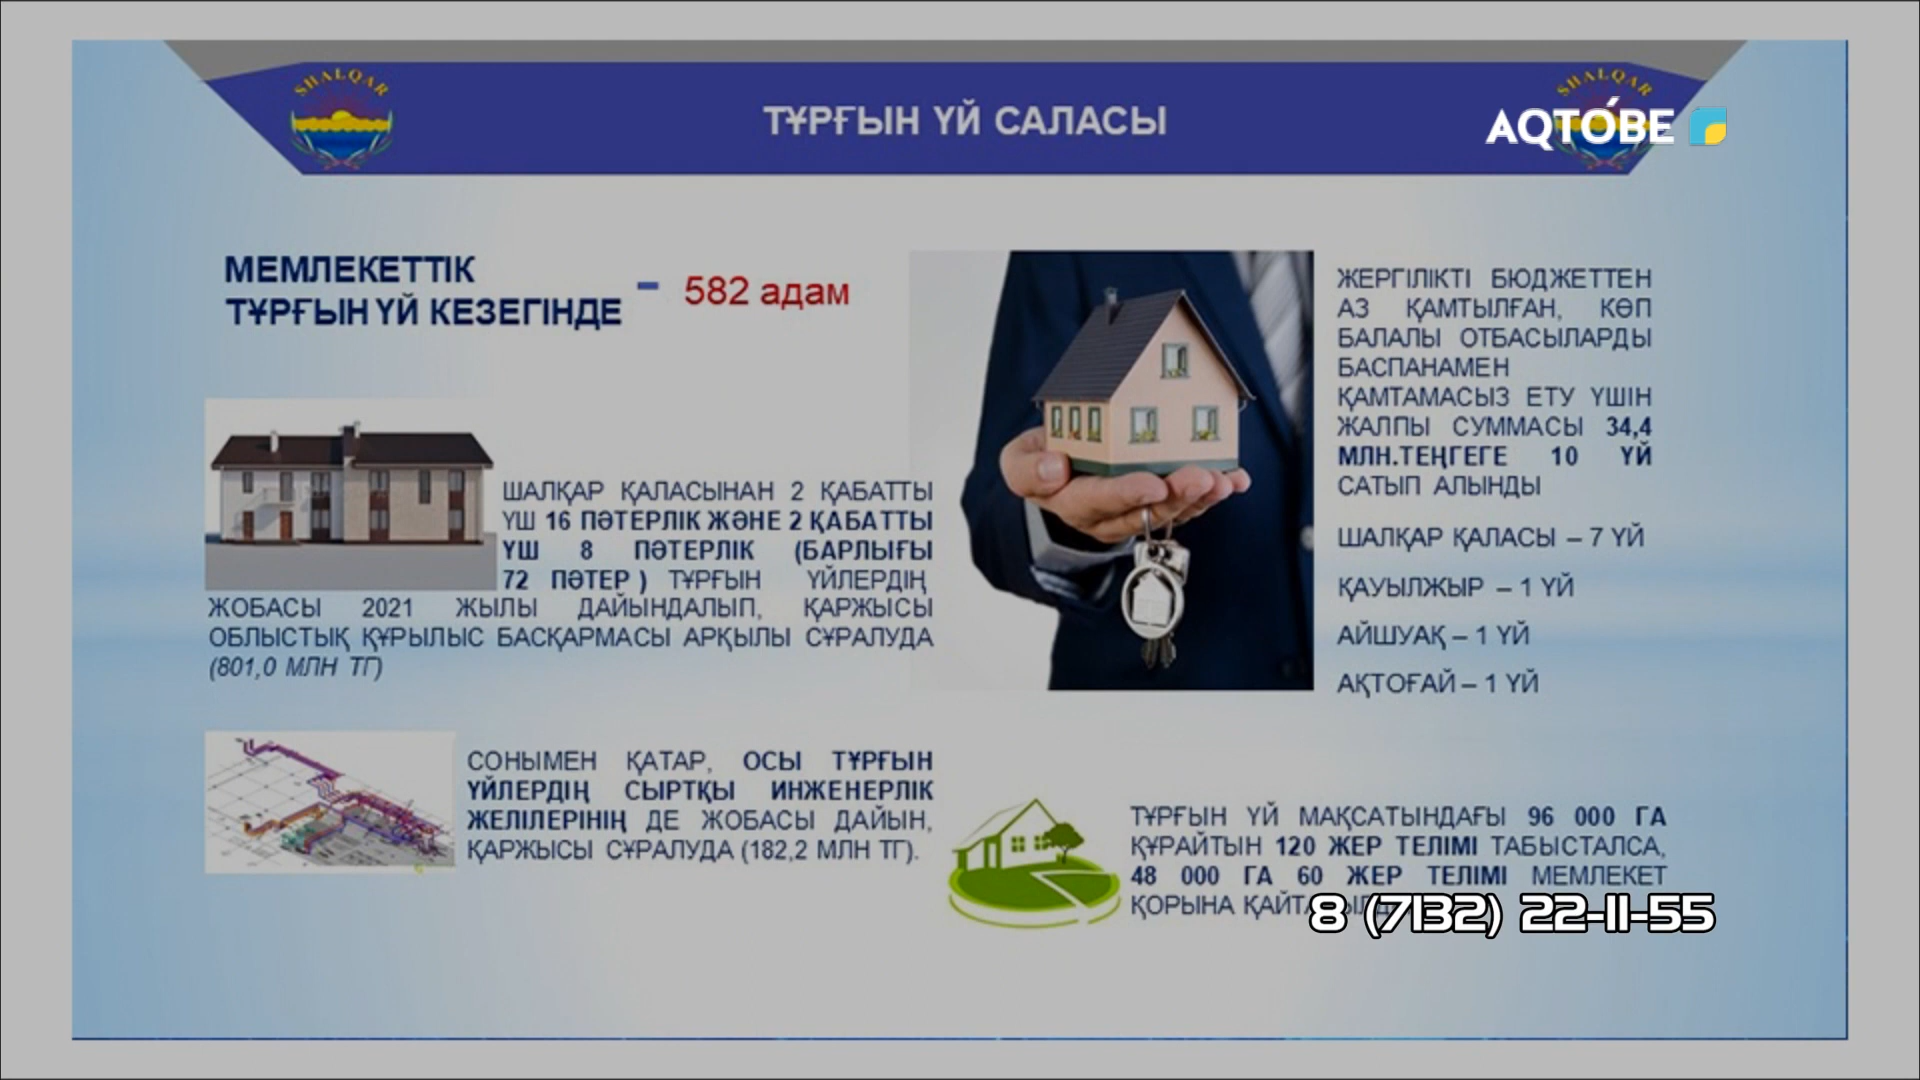 SHALQAR
ТҰРҒЫН ҮЙ САЛАСЫ
SHALQAR
AQTÓBE
МЕМЛЕКЕТТІК
ТҰРҒЫН ҮЙ КЕЗЕГІНДЕ
- 582 адам
ШАЛҚАР ҚАЛАСЫНАН 2 ҚАБАТТЫ
ҮШ 16 ПӘТЕРЛІК ЖӘНЕ 2 ҚАБАТТЫ
ҮШ 8 ПӘТЕРЛІК (БАРЛЫҒЫ
72 ПӘТЕР ) ТҰРҒЫН ҮЙЛЕРДІҢ
ЖОБАСЫ 2021 ЖЫЛЫ ДАЙЫНДАЛЫП, ҚАРЖЫСЫ
ОБЛЫСТЫҚ ҚҰРЫЛЫС БАСҚАРМАСЫ АРҚЫЛЫ СҰРАЛУДА
(801,0 МЛН ТГ)
СОНЫМЕН ҚАТАР, ОСЫ ТҰРҒЫН
ҮЙЛЕРДІҢ СЫРТҚЫ ИНЖЕНЕРЛІК
ЖЕЛІЛЕРІНІҢ ДЕ ЖОБАСЫ ДАЙЫН,
ҚАРЖЫСЫ СҰРАЛУДА (182,2 МЛН ТГ).
ЖЕРГІЛІКТІ БЮДЖЕТТЕН
АЗ ҚАМТЫЛҒАН, КӨП
БАЛАЛЫ ОТБАСЫЛАРДЫ
БАСПАНАМЕН
ҚАМТАМАСЫЗ ЕТУ ҮШІН
ЖАЛПЫ СУММАСЫ 34,4
МЛН.ТЕҢГЕГЕ 10 ҮЙ
САТЫП АЛЫНДЫ
ШАЛҚАР ҚАЛАСЫ – 7 ҮЙ
ҚАУЫЛЖЫР – 1 ҮЙ
АЙШУАҚ – 1 ҮЙ
АҚТОҒАЙ – 1 ҮЙ
ТҰРҒЫН ҮЙ МАҚСАТЫНДАҒЫ 96 000 ГА
ҚҰРАЙТЫН 120 ЖЕР ТЕЛІМІ ТАБЫСТАЛСА,
48 000 ГА 60 ЖЕР ТЕЛІМІ МЕМЛЕКЕТ
ҚОРЫНА
8 (7132) 22-11-55